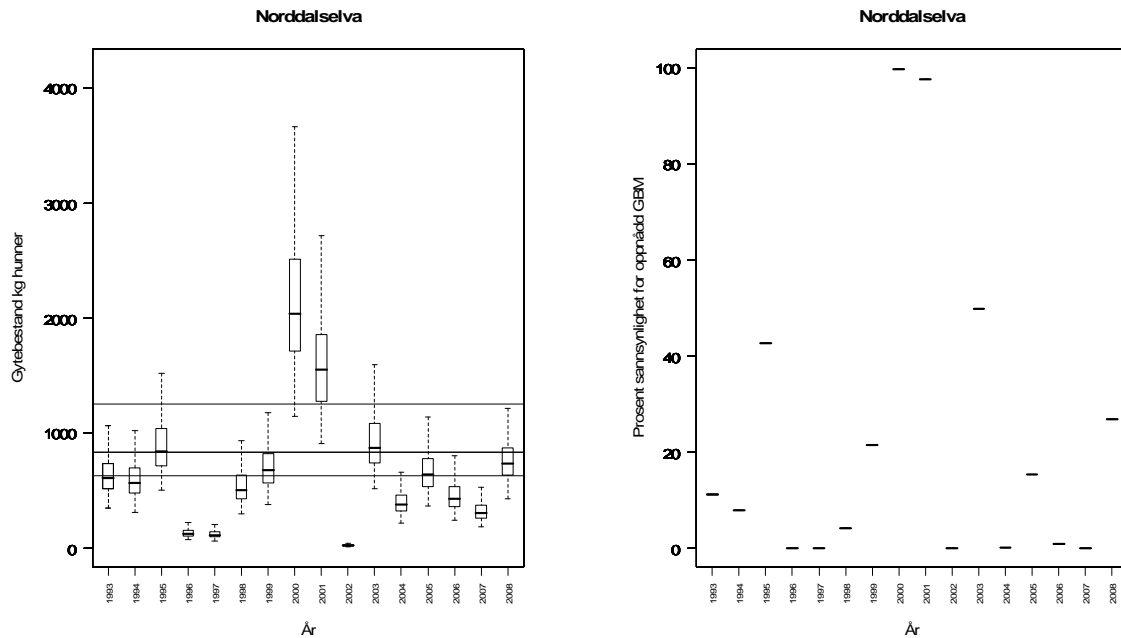 Norddalselva
Gytebestand kg hunner
4000
3000
2000
1000
0
1993 1994 1995 1996 1997 1998 1999 2000 2001 2002 2003 2004 2005 2006 2007 2008
År
Norddalselva
Prosent sannsynlighet for oppnådd GBM
100
80
60
40
20
0
1993 1994 1995 1996 1997 1998 1999 2000 2001 2002 2003 2004 2005 2006 2007 2008
År